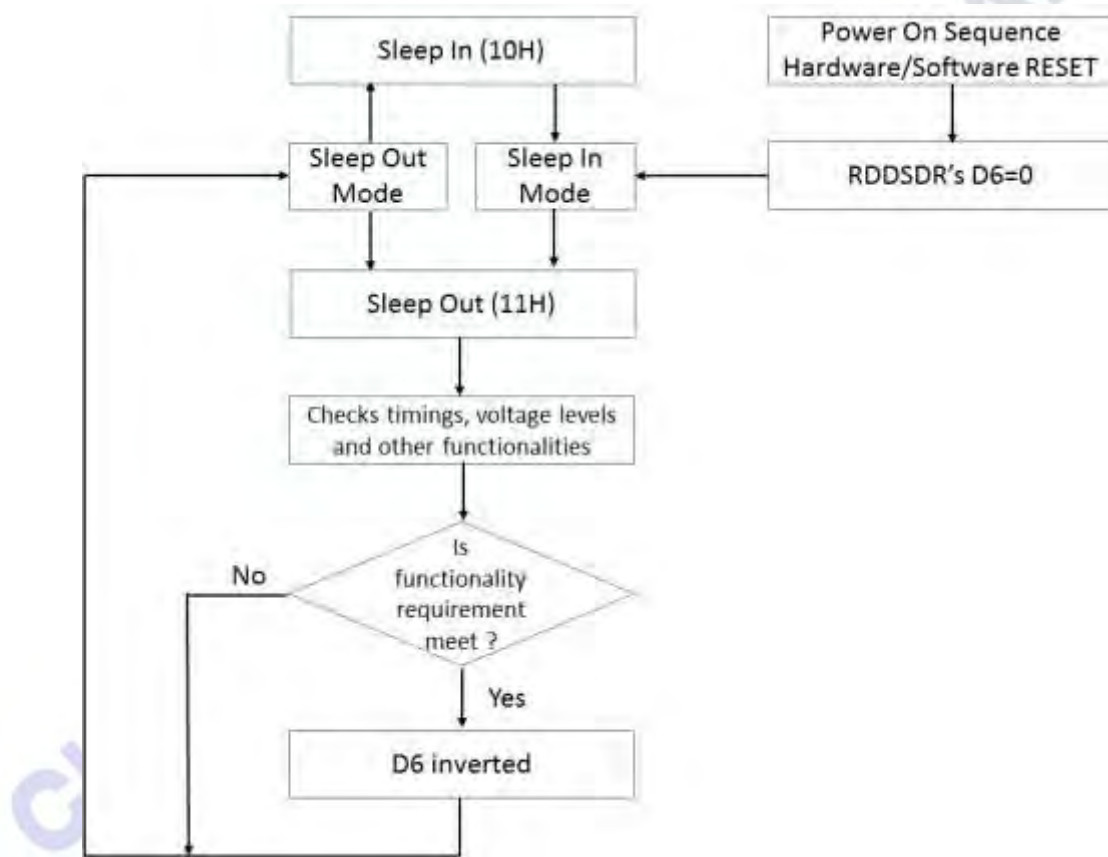 Sleep In (10H)
Power On Sequence
Hardware/Software RESET
Sleep Out
Mode
Sleep In
Mode
RDDSDR's D6=0
Sleep Out (11H)
Checks timings, voltage levels
and other functionalities
Is
functionality
requirement
meet ?
No
Yes
D6 inverted